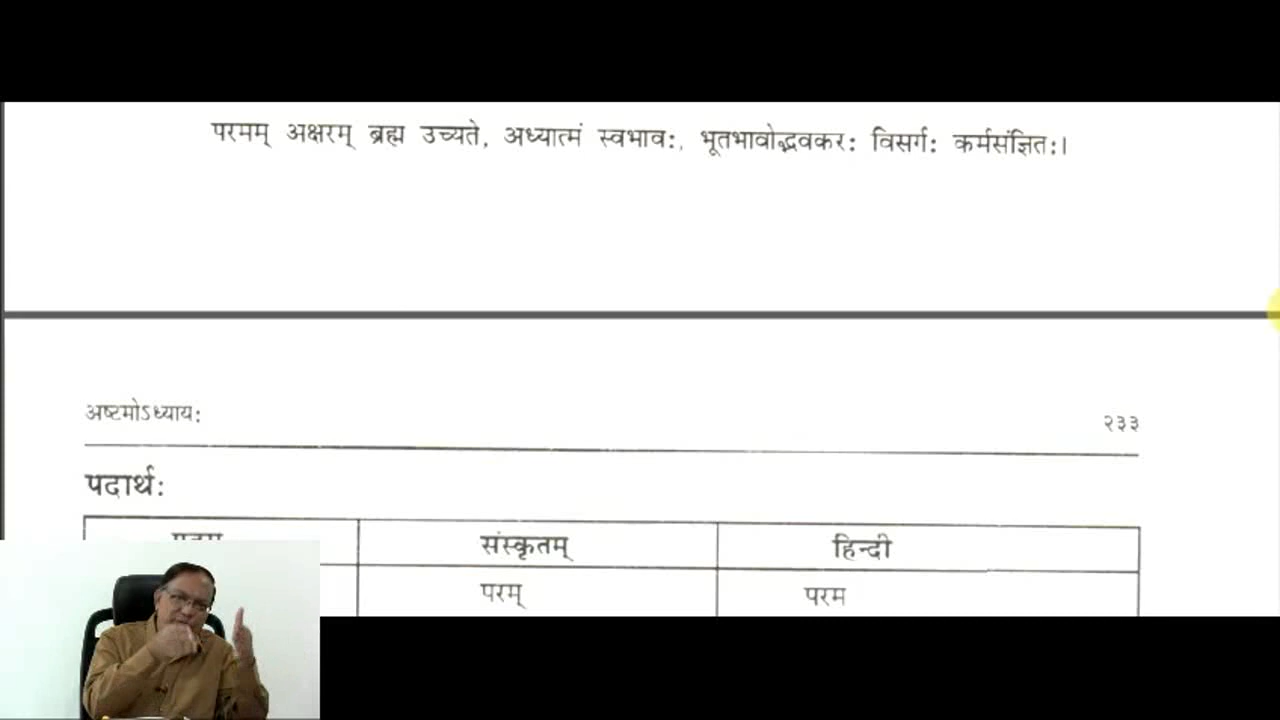 परमम् अक्षरम् ब्रह्म उच्यते, अध्यात्मं स्वभावः, भूतभावोद्भवकरः विसर्गः कर्मसंज्ञितः।
अष्टमोऽध्यायः २३३
पदार्थः
संस्कृतम् हिन्दी
परम् परम